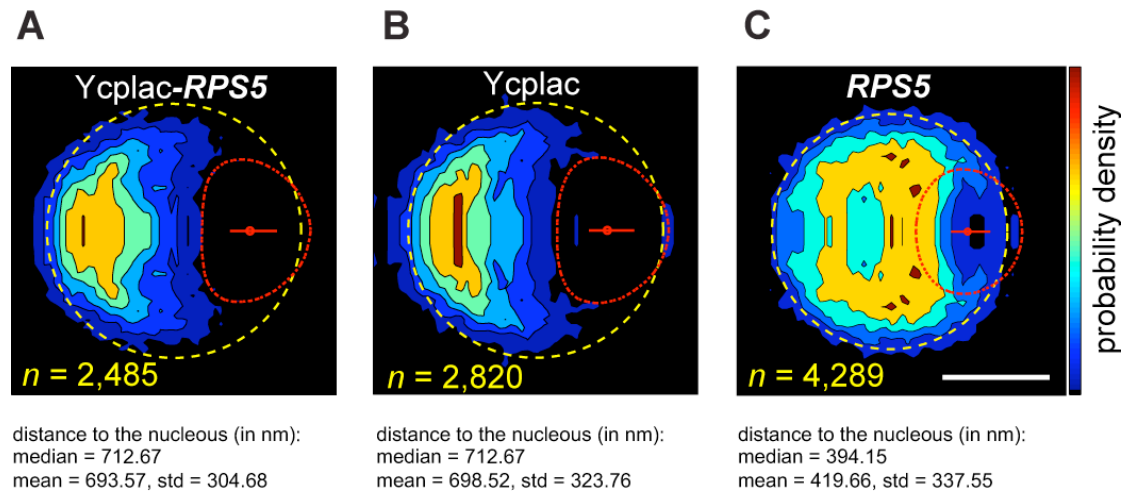 A
B
C
Ycplac-RPS5
Ycplac
RPS5
n = 2,485
n = 2,820
n = 4,289
probability density
distance to the nucleous (in nm):
median = 712.67
mean = 693.57, std = 304.68
distance to the nucleous (in nm):
median = 712.67
mean = 698.52, std = 323.76
distance to the nucleous (in nm):
median = 394.15
mean = 419.66, std = 337.55